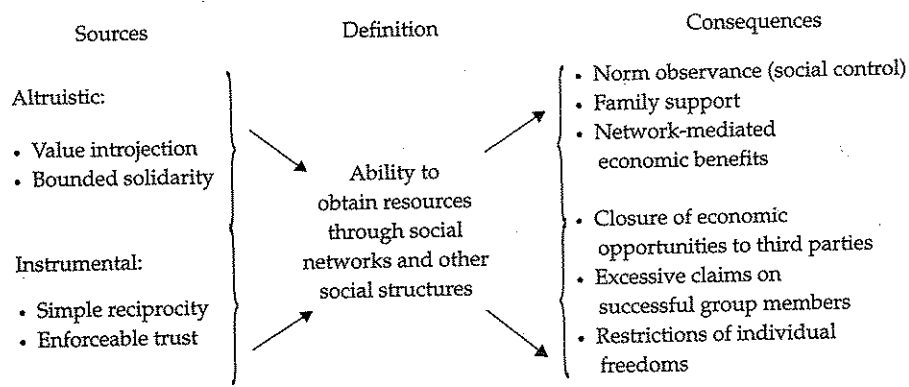 Sources
Altruistic:
• Value introjection
• Bounded solidarity
Instrumental:
• Simple reciprocity
• Enforceable trust
Definition
Ability to
obtain resources
through social
networks and other
social structures
Consequences
• Norm observance (social control)
• Family support
• Network-mediated
economic benefits
• Closure of economic
opportunities to third parties
• Excessive claims on
successful group members
• Restrictions of individual
freedoms